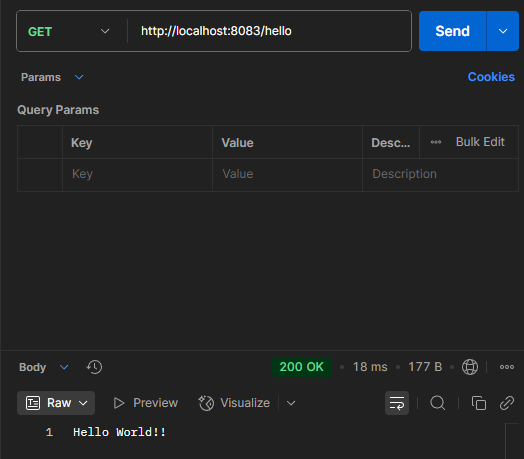 GET http://localhost:8083/hello Send
Params Cookies
Query Params
Key Value Desc... Bulk Edit
Key Value Description
Body 200 OK • 18 ms • 177 B •
Raw Preview Visualize
1 Hello World!!